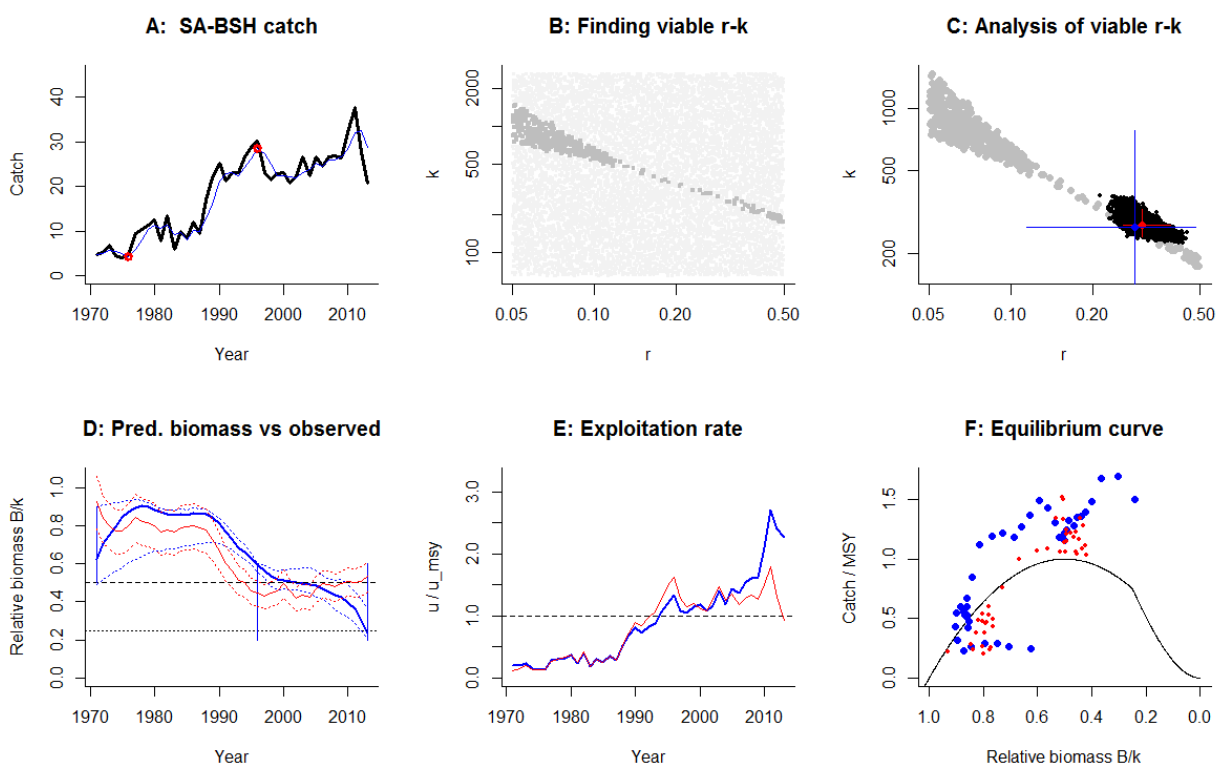 A: SA-BSH catch
Catch
40
30
20
10
0
1970 1980 1990 2000 2010
Year
B: Finding viable r-k
k
2000
500
100
0.05 0.10 0.20 0.50
r
C: Analysis of viable r-k
k
1000
500
200
0.05 0.10 0.20 0.50
r
D: Pred. biomass vs observed
Relative biomass B/k
1.0
0.8
0.6
0.4
0.2
0.0
1970 1980 1990 2000 2010
Year
E: Exploitation rate
u / u_msy
3.0
2.0
1.0
0.0
1970 1980 1990 2000 2010
Year
F: Equilibrium curve
Catch / MSY
1.5
1.0
0.5
0.0
1.0 0.8 0.6 0.4 0.2 0.0
Relative biomass B/k